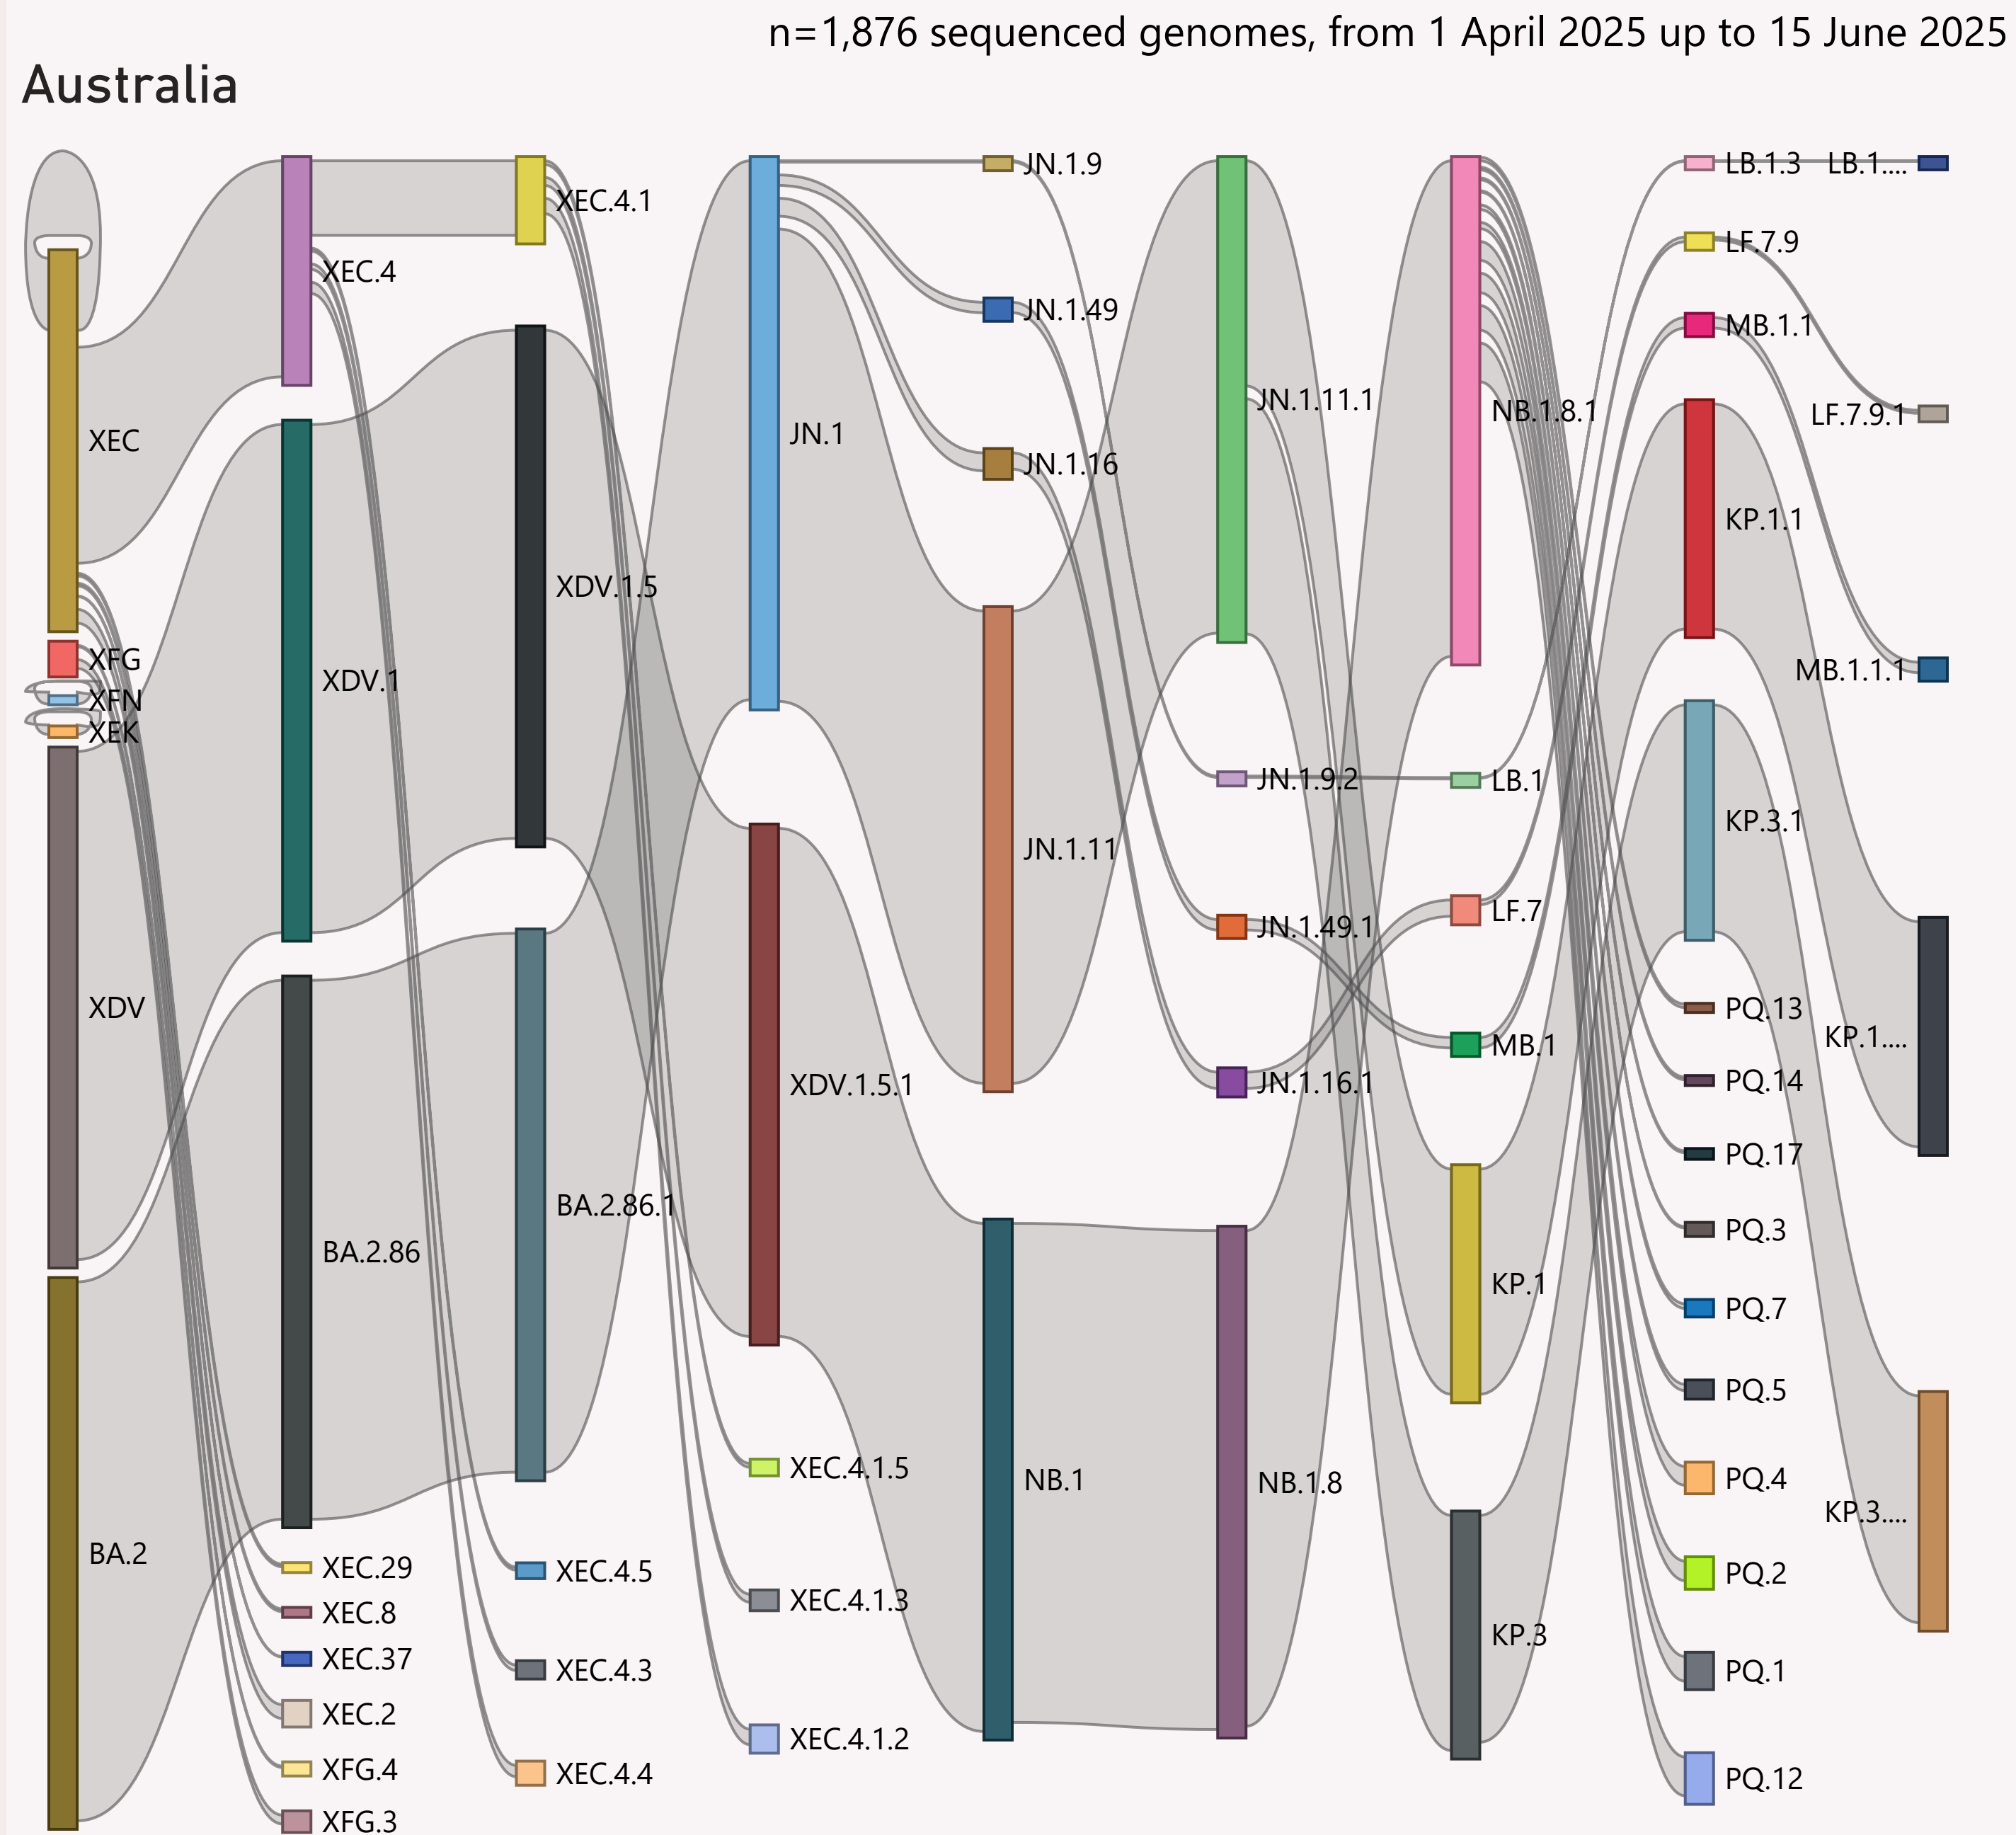 n=1,876 sequenced genomes, from 1 April 2025 up to 15 June 2025
Australia
XEC
XFG
XFN
XEK
XDV
BA.2
XEC.4
XDV.1
BA.2.86
XEC.29
XEC.8
XEC.37
XEC.2
XFG.4
XFG.3
XEC.4.1
XDV.1.5
BA.2.86.1
XEC.4.5
XEC.4.3
XEC.4.4
JN.1
XDV.1.5.1
XEC.4.1.5
XEC.4.1.3
XEC.4.1.2
JN.1.9
JN.1.49
JN.1.16
JN.1.11
NB.1
JN.1.11.1
JN.1.9.2
JN.1.49.1
JN.1.16.1
NB.1.8
NB.1.8.1
LB.1
LF.7
MB.1
KP.1
KP.3
LB.1.3
LF.7.9
MB.1.1
KP.1.1
KP.3.1
PQ.13
PQ.14
PQ.17
PQ.3
PQ.7
PQ.5
PQ.4
PQ.2
PQ.1
PQ.12
LB.1....
LF.7.9.1
MB.1.1.1
KP.1....
KP.3....